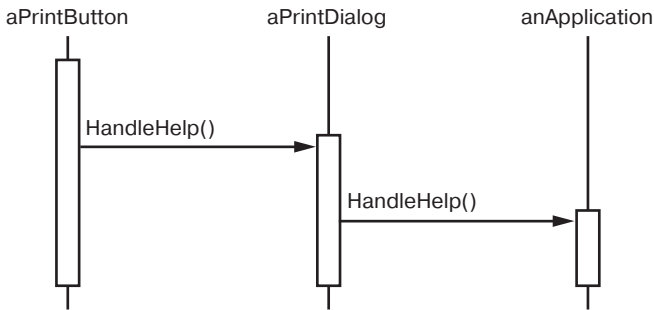 aPrintButton
aPrintDialog
anApplication
HandleHelp()
HandleHelp()